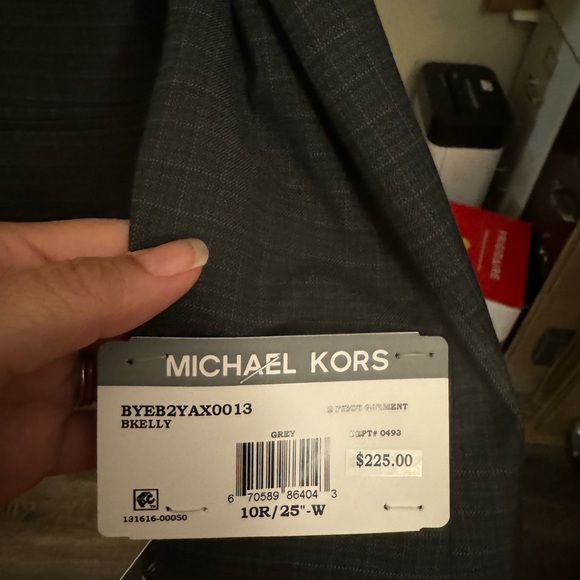 MICHAEL KORS
BYEB2YAX0013
2 PIECE GARMENT
BKELLY
GREY
DEPT# 0493
$225.00
6 70589 86404 3
10R/25"-W
131616-00050
FRIGIDAIRE